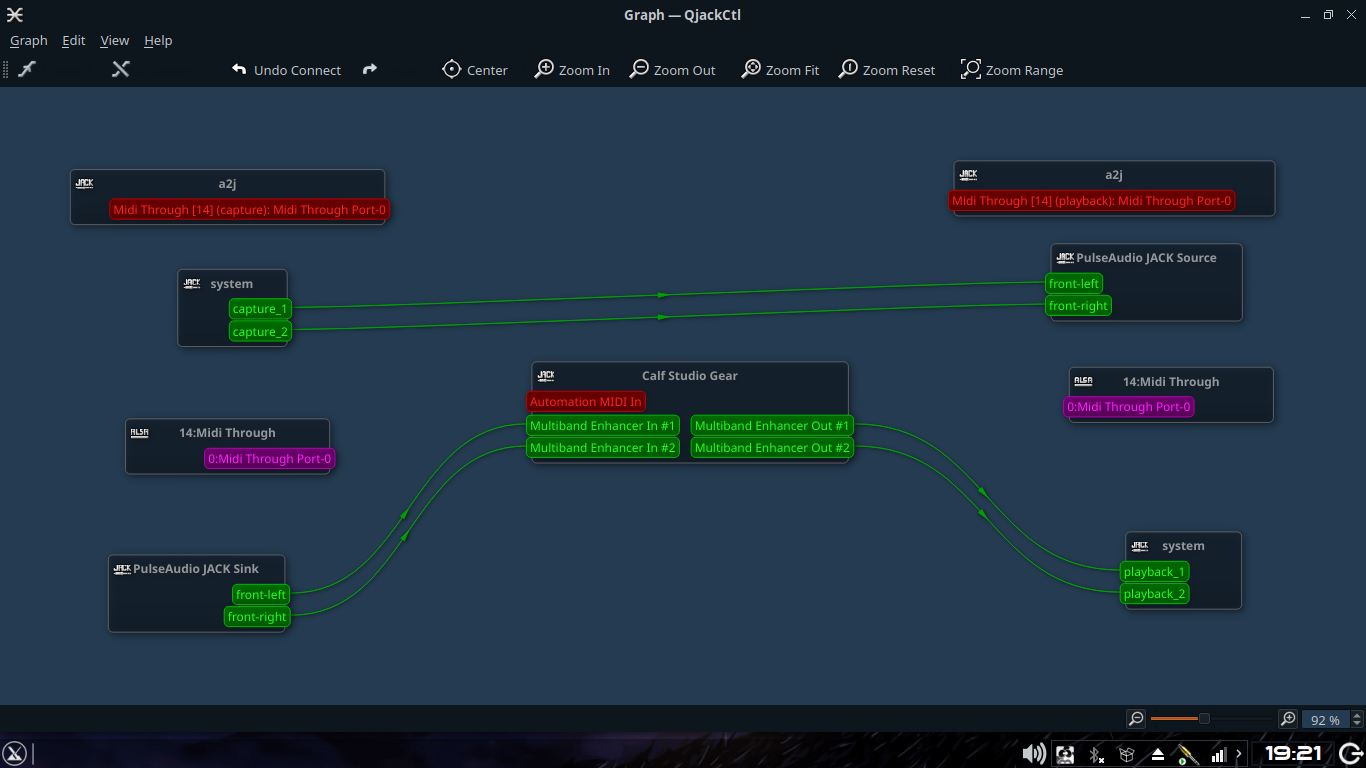 Graph — QjackCtl
Graph Edit View Help
Undo Connect Center Zoom In Zoom Out Zoom Fit Zoom Reset Zoom Range
JACK a2j
Midi Through [14] (capture): Midi Through Port-0
JACK a2j
Midi Through [14] (playback): Midi Through Port-0
JACK system
capture_1
capture_2
JACK PulseAudio JACK Source
front-left
front-right
JACK Calf Studio Gear
Automation MIDI In
Multiband Enhancer In #1 Multiband Enhancer Out #1
Multiband Enhancer In #2 Multiband Enhancer Out #2
ALSA 14:Midi Through
0:Midi Through Port-0
ALSA 14:Midi Through
0:Midi Through Port-0
JACK PulseAudio JACK Sink
front-left
front-right
JACK system
playback_1
playback_2
92 %
19:21